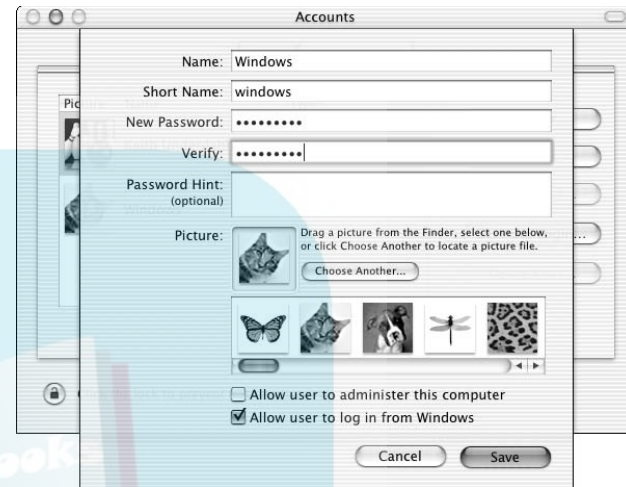 Accounts
Name: Windows
Short Name: windows
New Password: •••••••••
Verify: •••••••••
Password Hint:
(optional)
Picture: Drag a picture from the Finder, select one below,
or click Choose Another to locate a picture file.
Choose Another...
Allow user to administer this computer
Allow user to log in from Windows
Cancel Save
ooks